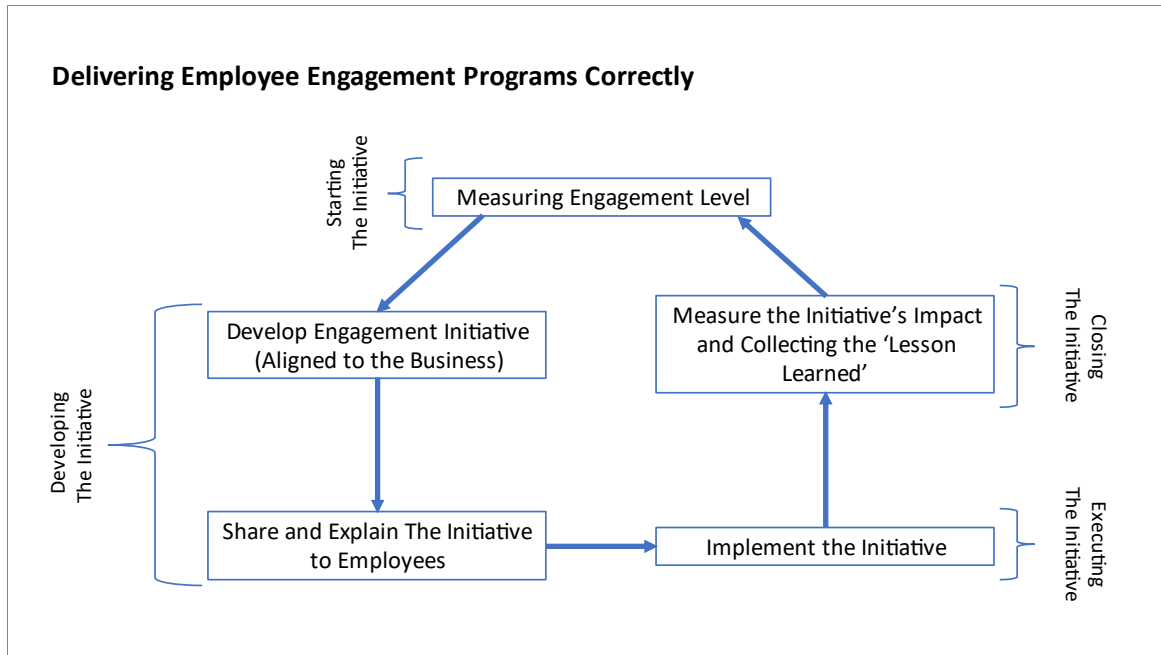 Delivering Employee Engagement Programs Correctly
Starting
The Initiative
Measuring Engagement Level
Develop Engagement Initiative
(Aligned to the Business)
Measure the Initiative's Impact
and Collecting the ‘Lesson
Learned’
Closing
The Initiative
Developing
The Initiative
Share and Explain The Initiative
to Employees
Implement the Initiative
Executing
The Initiative